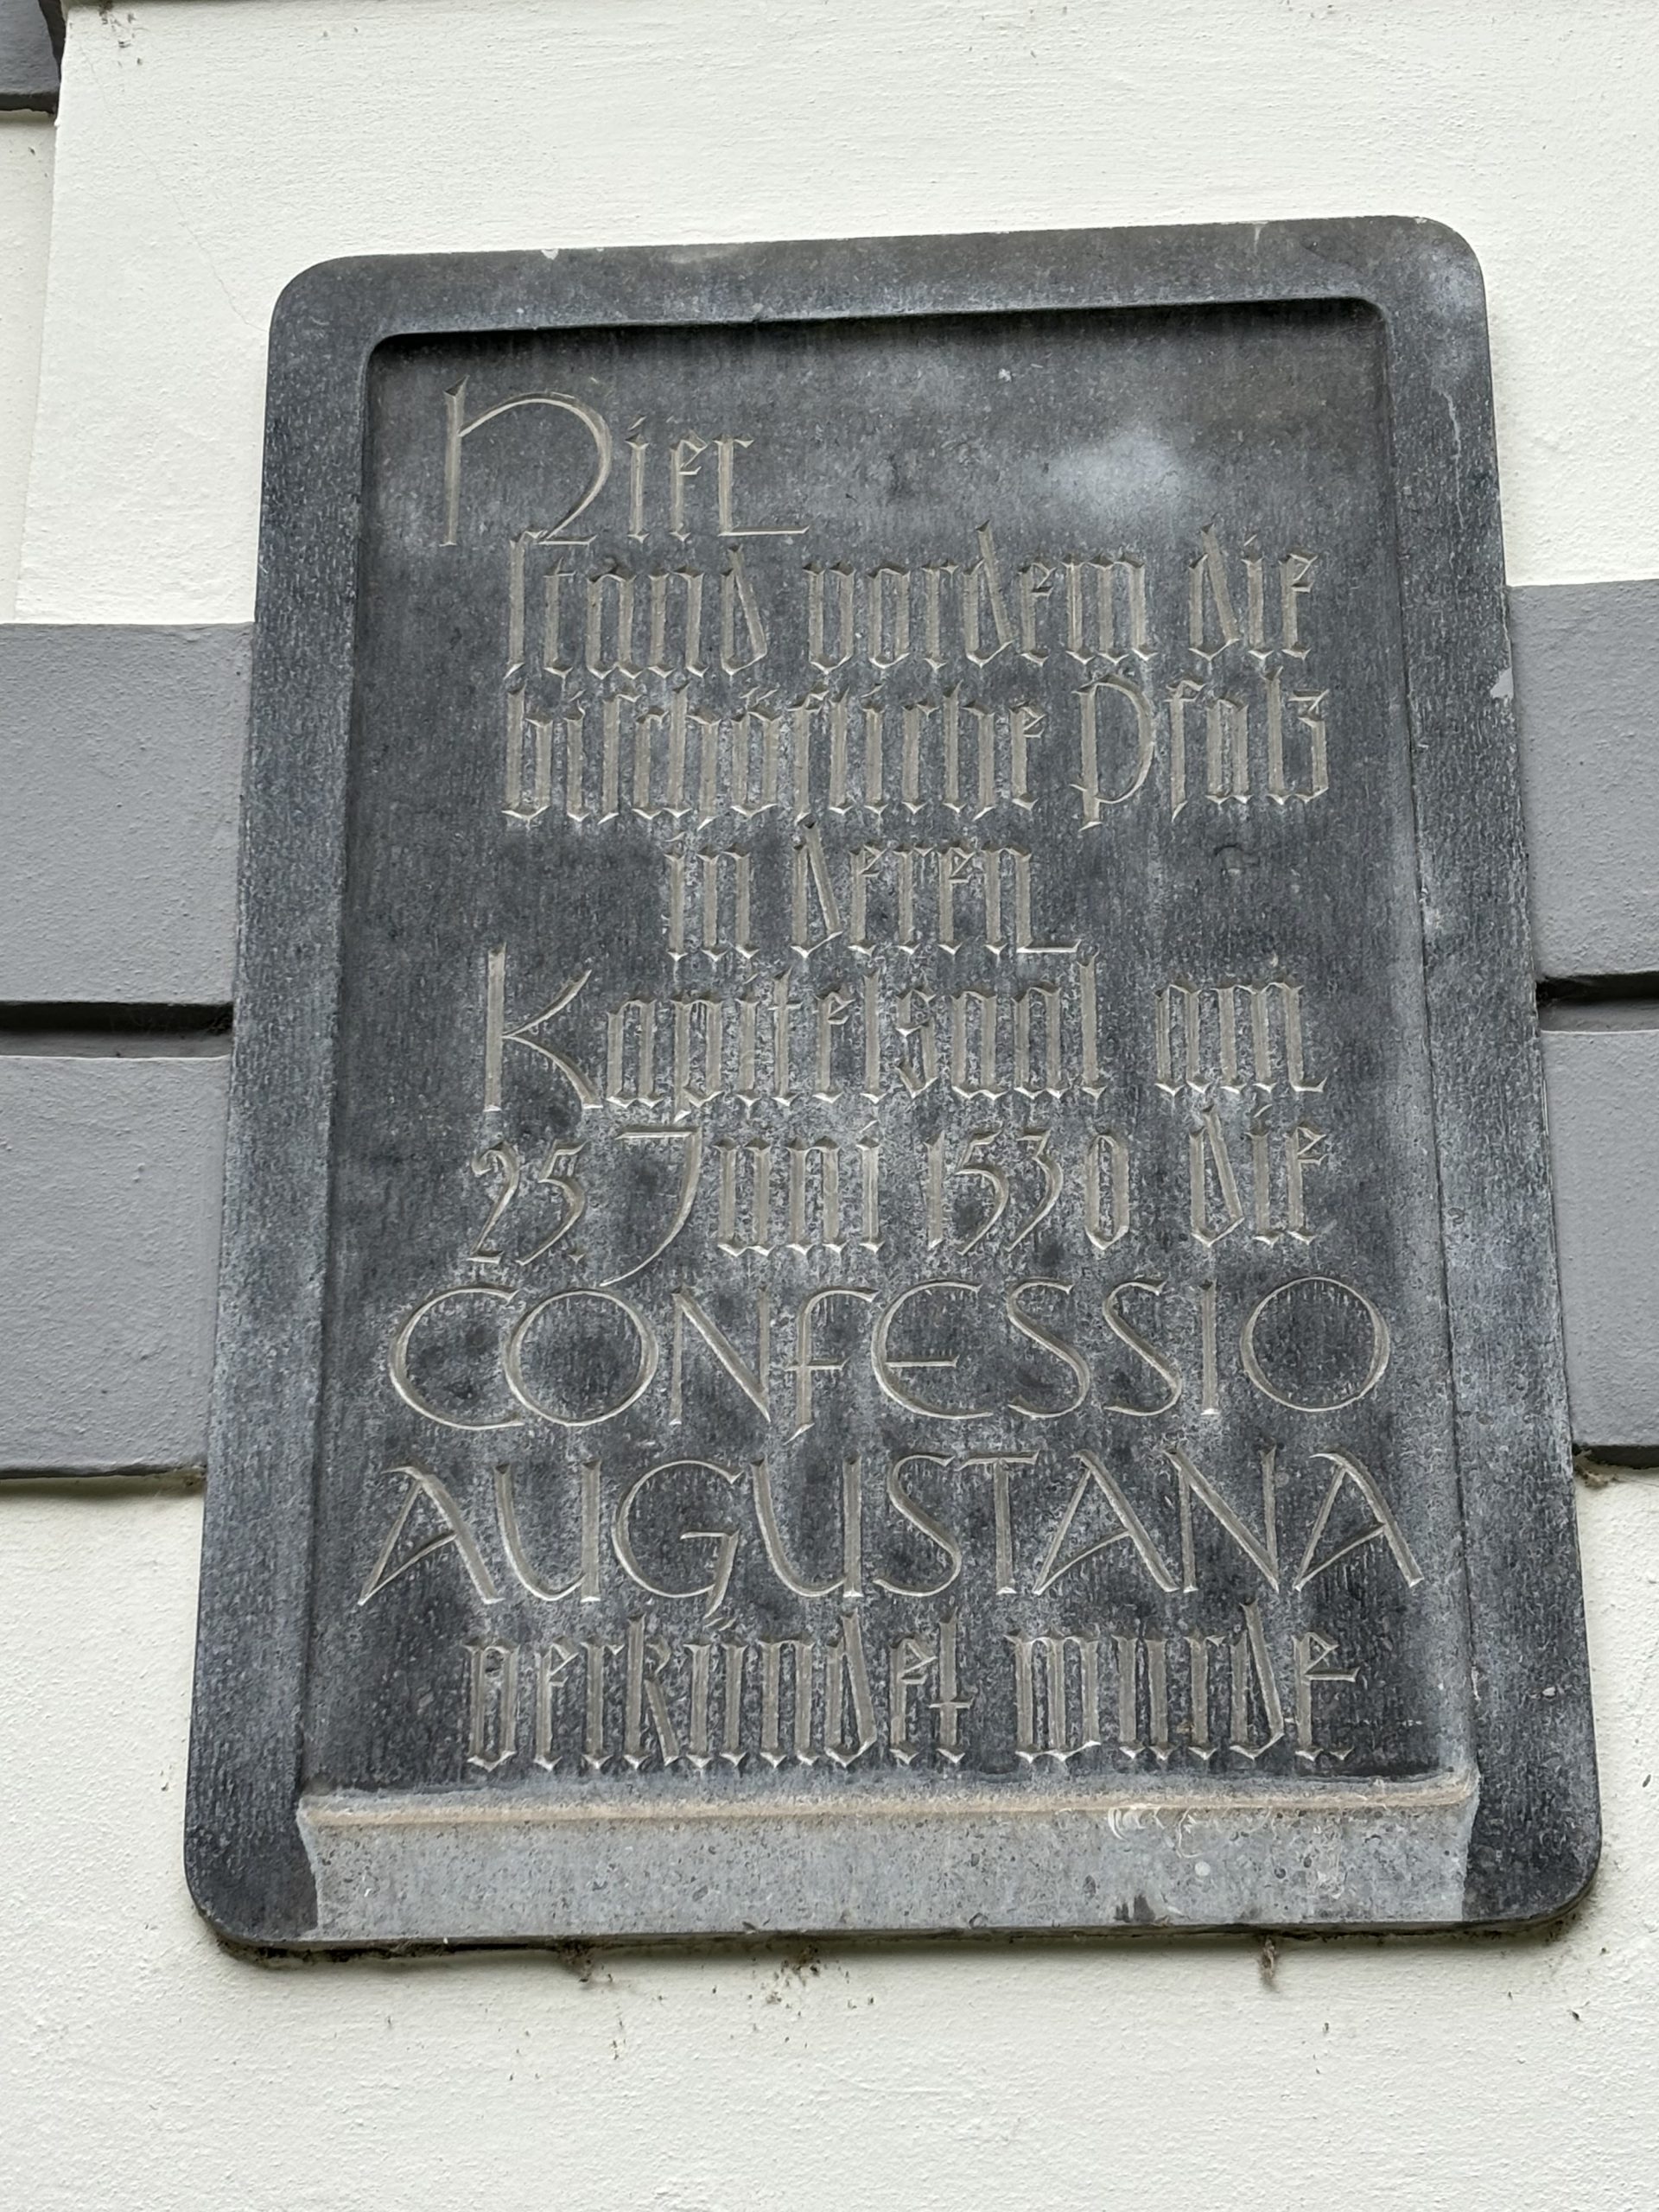 Hier
stand vordem die
bischöfliche Pfalz
in deren
Kapitelsaal am
25. Juni 1530 die
CONFESSIO
AUGUSTANA
verkündet wurde